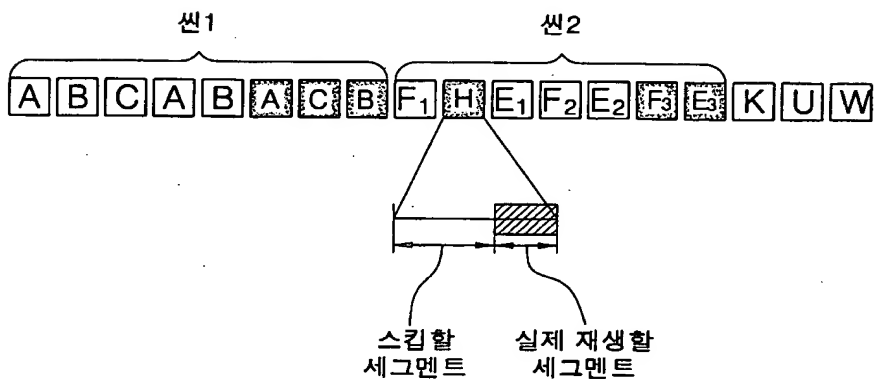 씬1 씬2
A B C A B A C B F₁ H E₁ F₂ E₂ F₃ E₃ K U W
스킵할 실제 재생할
세그멘트 세그멘트